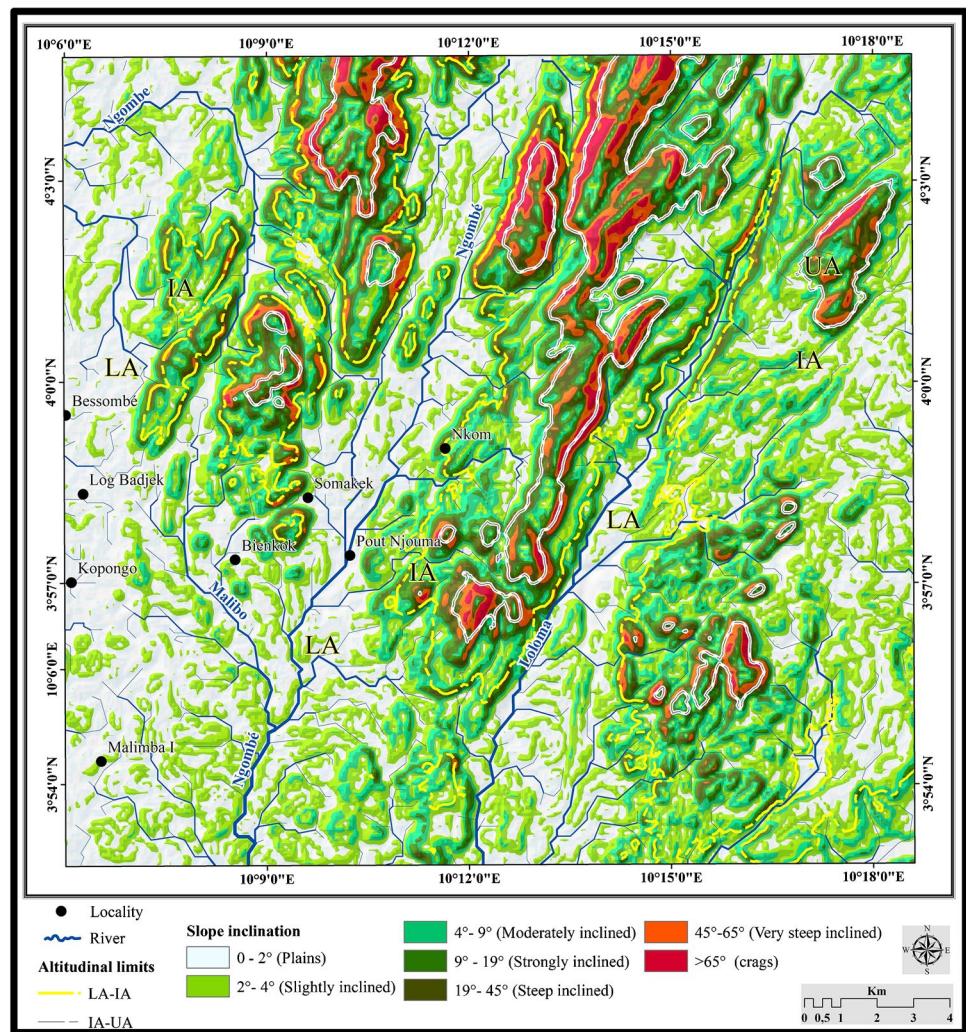 10°6'0"E 10°9'0"E 10°12'0"E 10°15'0"E 10°18'0"E
Ngombe
4°3'0"N
4°3'0"N
Ngombé
IA
UA
LA
IA
4°0'0"N
4°0'0"N
Bessombé
Nkom
Log Badjek
Somakek
LA
Pout Njouma
Bienkok
IA
Kopongo
3°57'0"N
3°57'0"N
Malibo
LA
Loloma
10°6'0"E
Malimba I
Ngombé
3°54'0"N
3°54'0"N
10°9'0"E 10°12'0"E 10°15'0"E 10°18'0"E
Locality
River
Altitudinal limits
LA-IA
IA-UA
Slope inclination
0 - 2° (Plains)
2°- 4° (Slightly inclined)
4°- 9° (Moderately inclined)
9°- 19° (Strongly inclined)
19°- 45° (Steep inclined)
45°-65° (Very steep inclined)
>65° (crags)
N
W E
S
Km
0 0,5 1 2 3 4